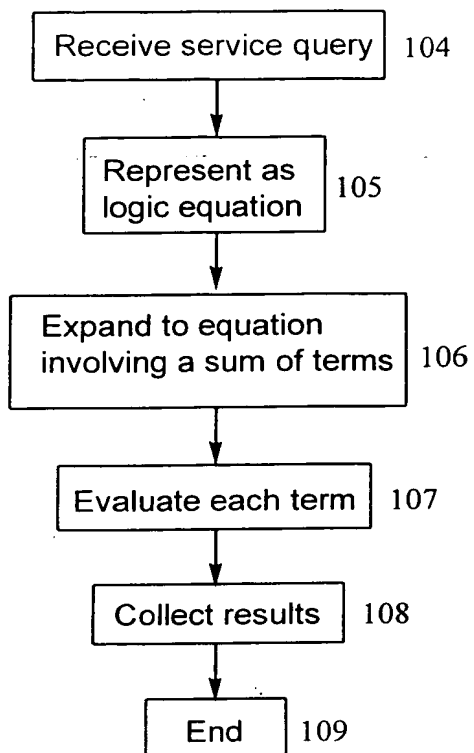 Receive service query 104
Represent as
logic equation 105
Expand to equation
involving a sum of terms 106
Evaluate each term 107
Collect results 108
End 109